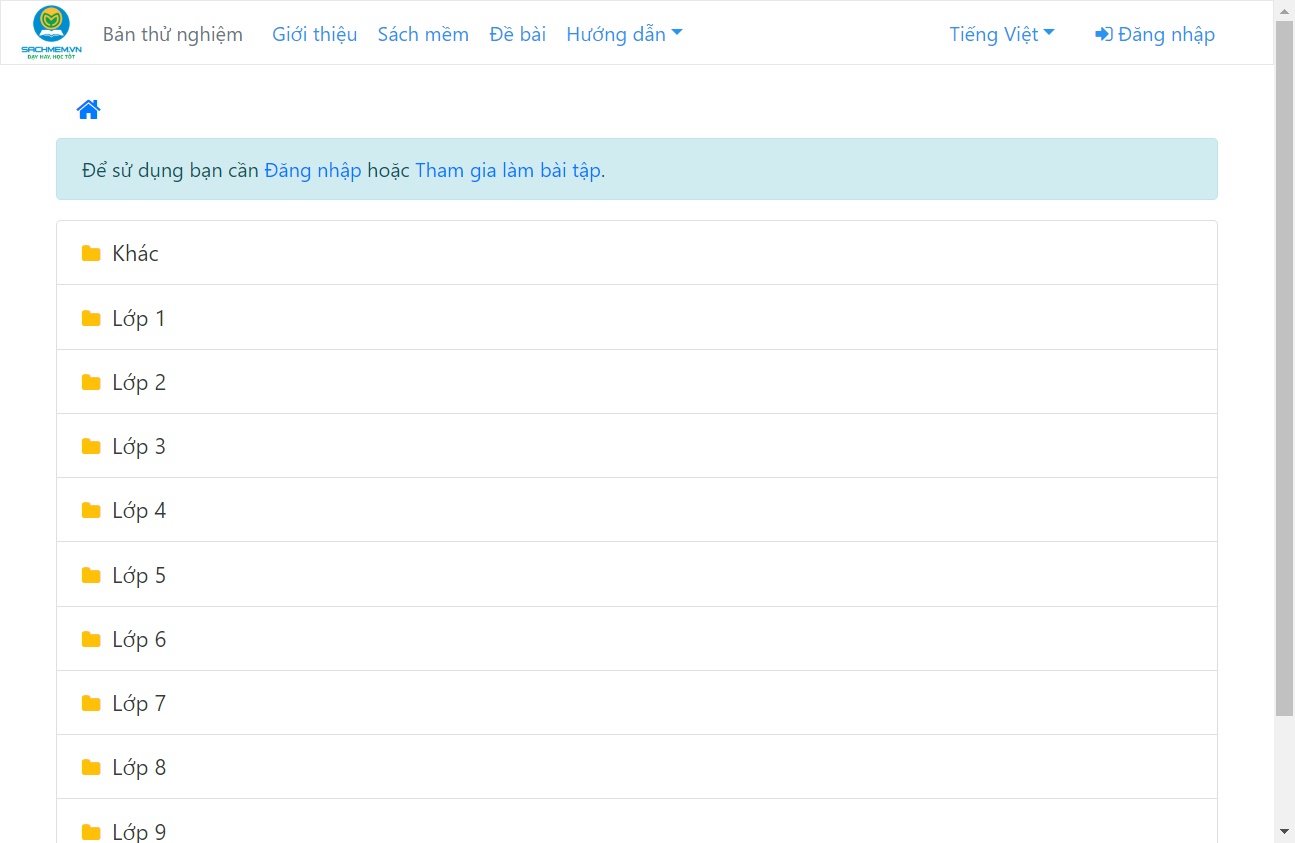 SACHMEM.VN
DẠY HAY, HỌC TỐT
Bản thử nghiệm Giới thiệu Sách mềm Đề bài Hướng dẫn Tiếng Việt Đăng nhập
Để sử dụng bạn cần Đăng nhập hoặc Tham gia làm bài tập.
Khác
Lớp 1
Lớp 2
Lớp 3
Lớp 4
Lớp 5
Lớp 6
Lớp 7
Lớp 8
Lớp 9